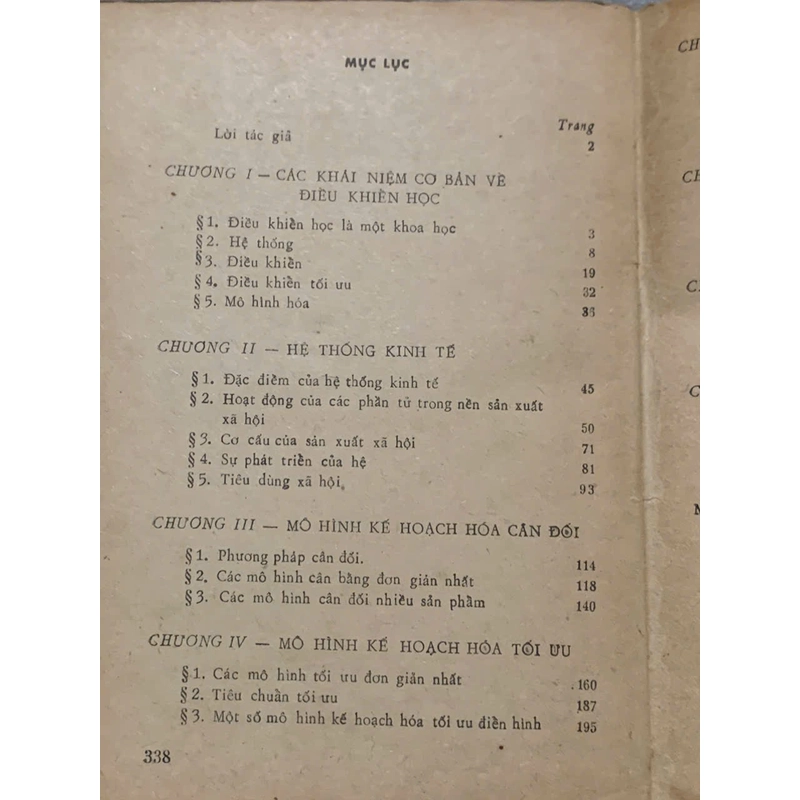 MỤC LỤC
Trang
Lời tác giả 2
CHƯƠNG I — CÁC KHÁI NIỆM CƠ BẢN VỀ
ĐIỀU KHIỂN HỌC
§ 1. Điều khiển học là một khoa học 3
§ 2. Hệ thống 8
§ 3. Điều khiển 19
§ 4. Điều khiển tối ưu 32
§ 5. Mô hình hóa 36
CHƯƠNG II — HỆ THỐNG KINH TẾ
§ 1. Đặc điểm của hệ thống kinh tế 45
§ 2. Hoạt động của các phần tử trong nền sản xuất
xã hội 50
§ 3. Cơ cấu của sản xuất xã hội 71
§ 4. Sự phát triển của hệ 81
§ 5. Tiêu dùng xã hội. 93
CHƯƠNG III — MÔ HÌNH KẾ HOẠCH HÓA CÂN ĐỐI
§ 1. Phương pháp cân đối. 114
§ 2. Các mô hình cân bằng đơn giản nhất 118
§ 3. Các mô hình cân đối nhiều sản phẩm 140
CHƯƠNG IV — MÔ HÌNH KẾ HOẠCH HÓA TỐI ƯU
§ 1. Các mô hình tối ưu đơn giản nhất 160
§ 2. Tiêu chuẩn tối ưu 187
§ 3. Một số mô hình kế hoạch hóa tối ưu điển hình 195
338
CH
CH
C
C